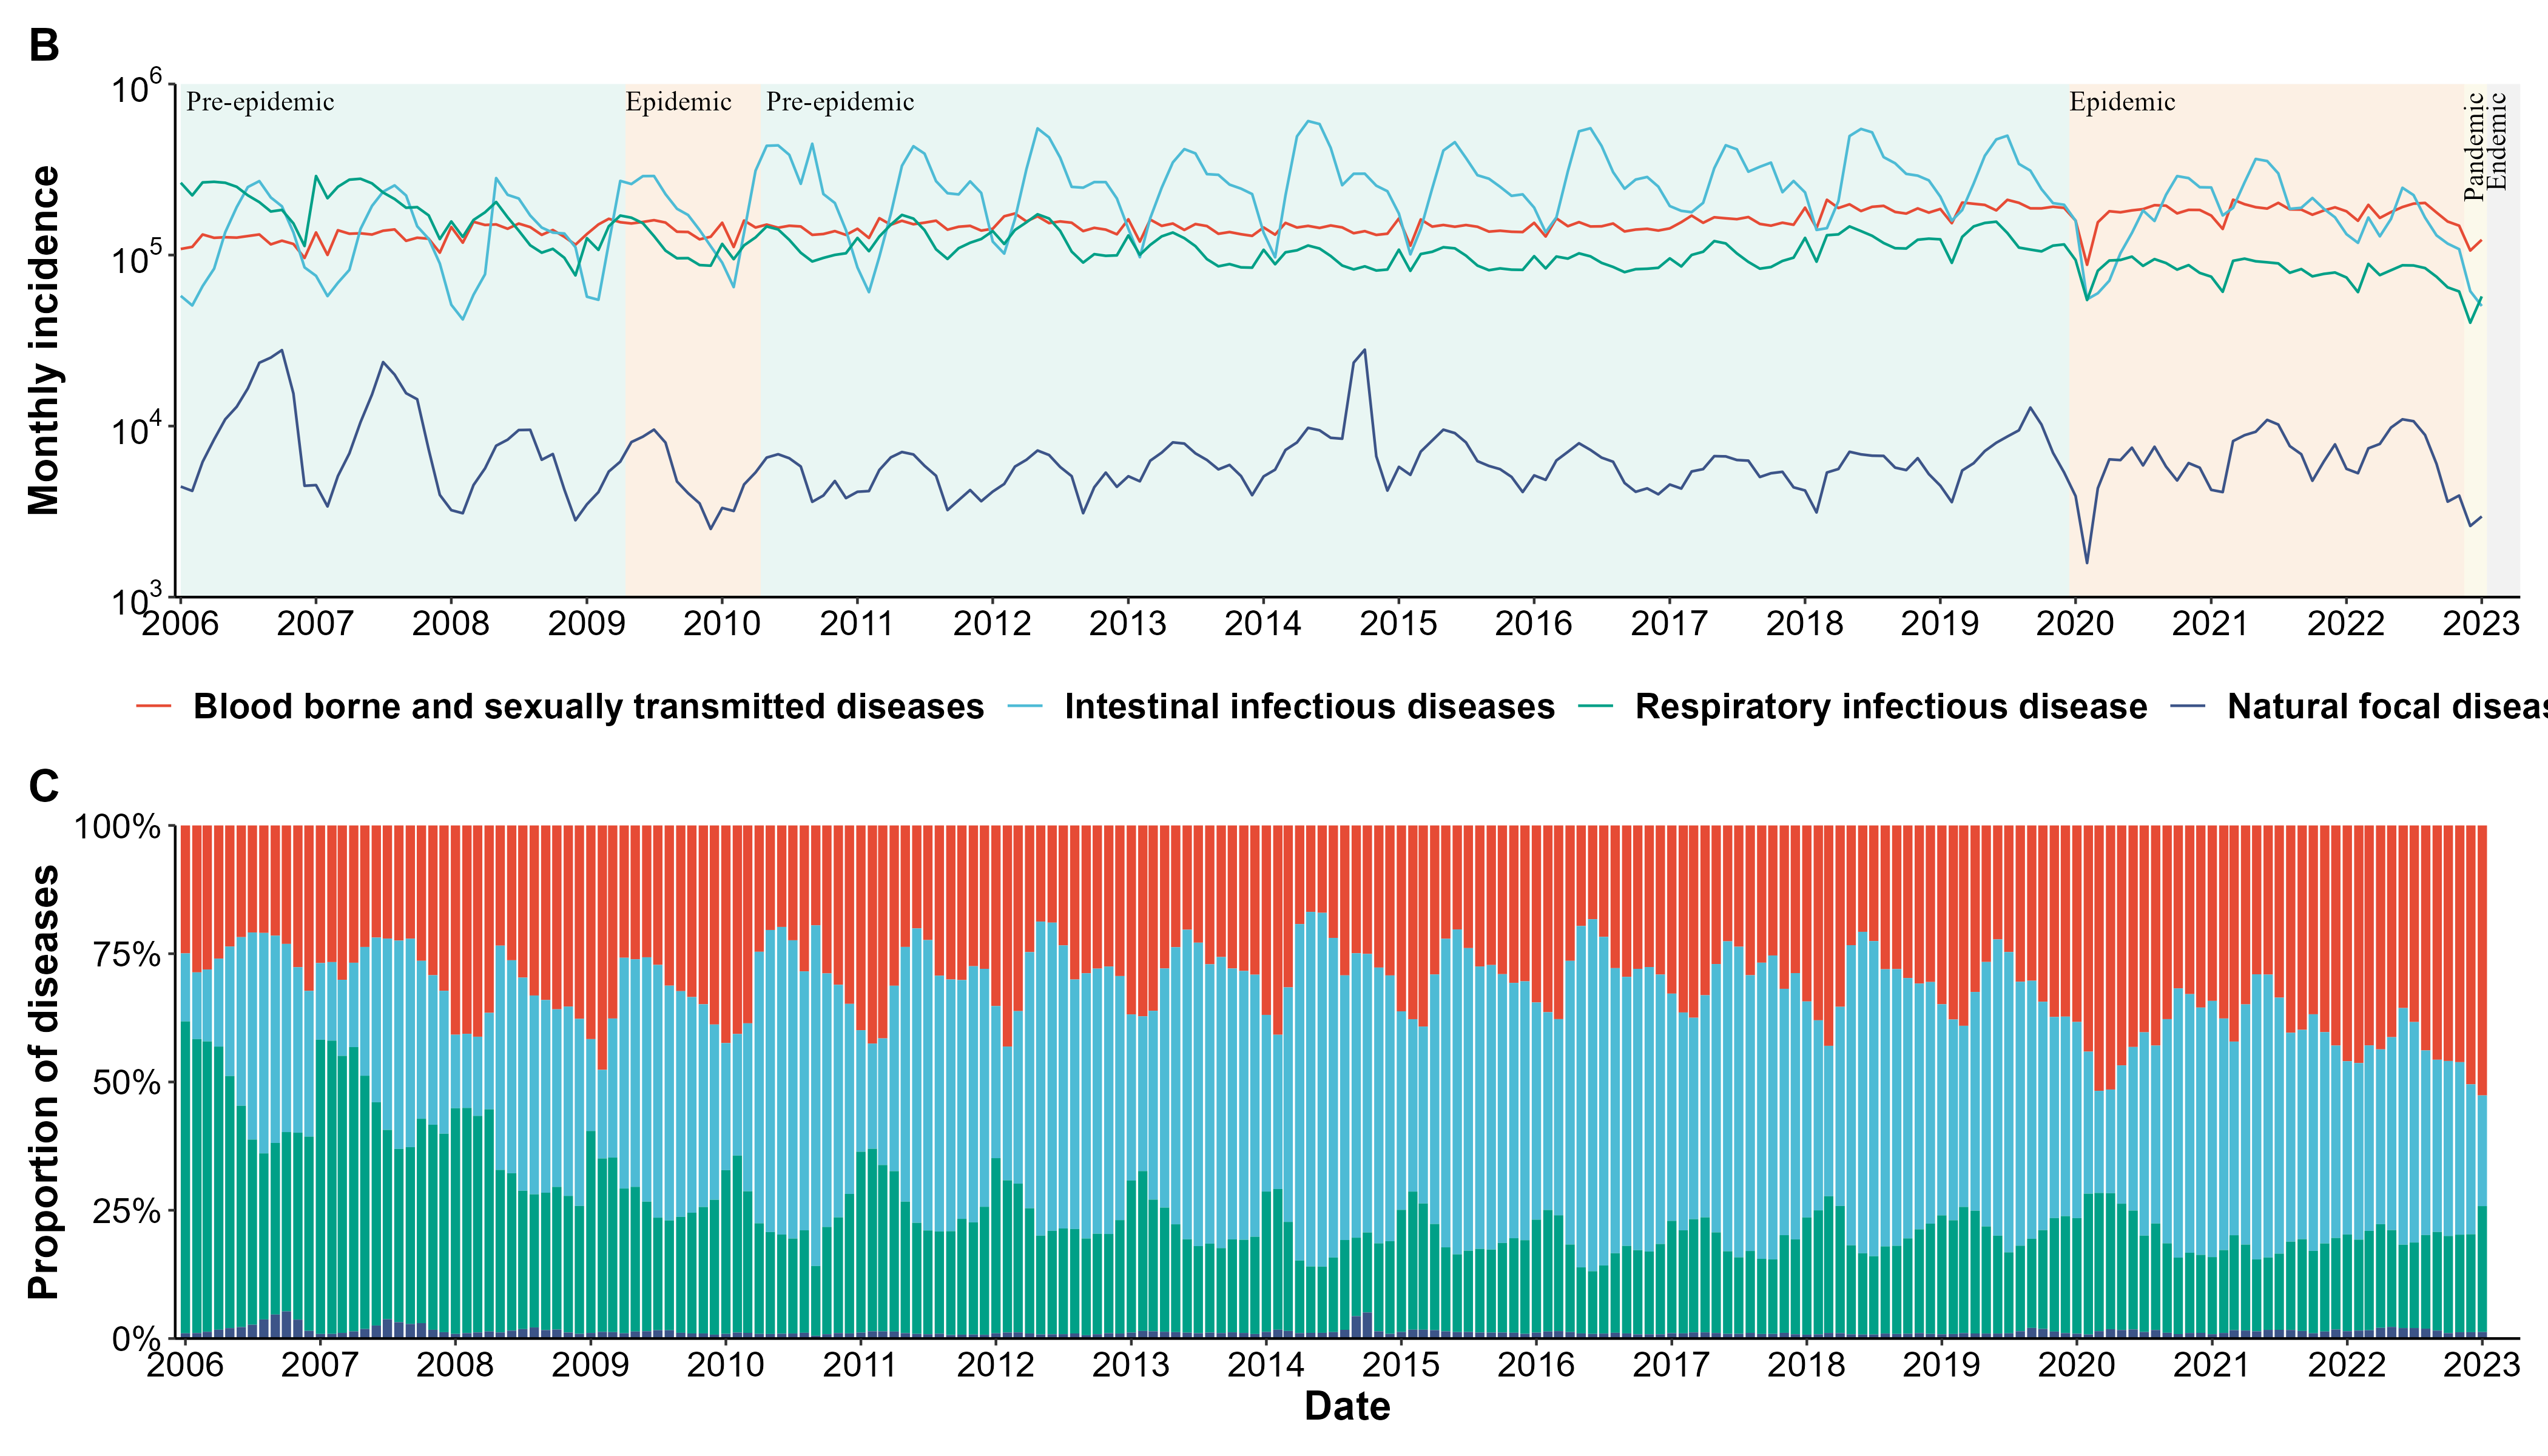 B
10^6
Pre-epidemic Epidemic Pre-epidemic Epidemic Pandemic Endemic
10^5
10^4
10^3
Monthly incidence
2006 2007 2008 2009 2010 2011 2012 2013 2014 2015 2016 2017 2018 2019 2020 2021 2022 2023
Blood borne and sexually transmitted diseases Intestinal infectious diseases Respiratory infectious disease Natural focal diseas
C
100%
75%
50%
25%
0%
Proportion of diseases
2006 2007 2008 2009 2010 2011 2012 2013 2014 2015 2016 2017 2018 2019 2020 2021 2022 2023
Date